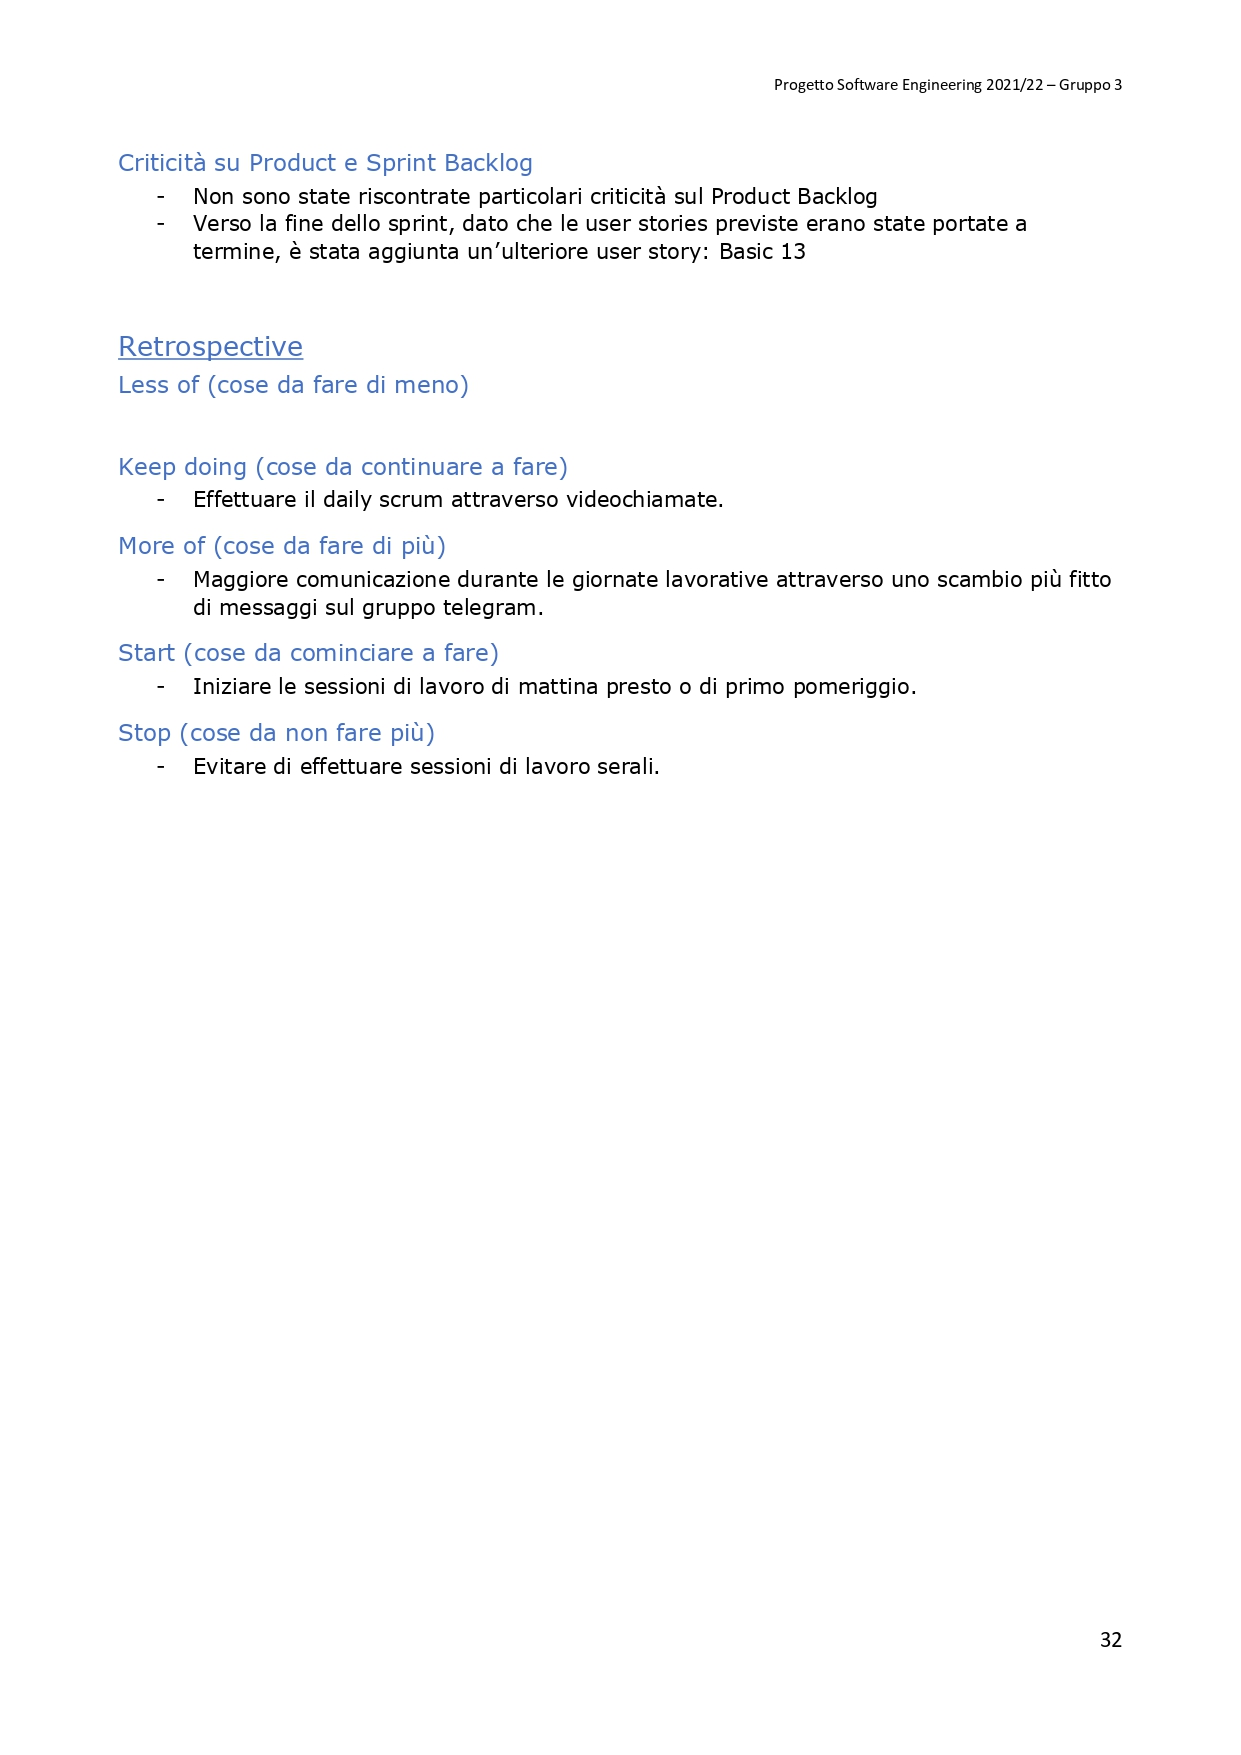 Progetto Software Engineering 2021/22 – Gruppo 3
Criticità su Product e Sprint Backlog
- Non sono state riscontrate particolari criticità sul Product Backlog
- Verso la fine dello sprint, dato che le user stories previste erano state portate a
termine, è stata aggiunta un’ulteriore user story: Basic 13
Retrospective
Less of (cose da fare di meno)
Keep doing (cose da continuare a fare)
- Effettuare il daily scrum attraverso videochiamate.
More of (cose da fare di più)
- Maggiore comunicazione durante le giornate lavorative attraverso uno scambio più fitto
di messaggi sul gruppo telegram.
Start (cose da cominciare a fare)
- Iniziare le sessioni di lavoro di mattina presto o di primo pomeriggio.
Stop (cose da non fare più)
- Evitare di effettuare sessioni di lavoro serali.
32